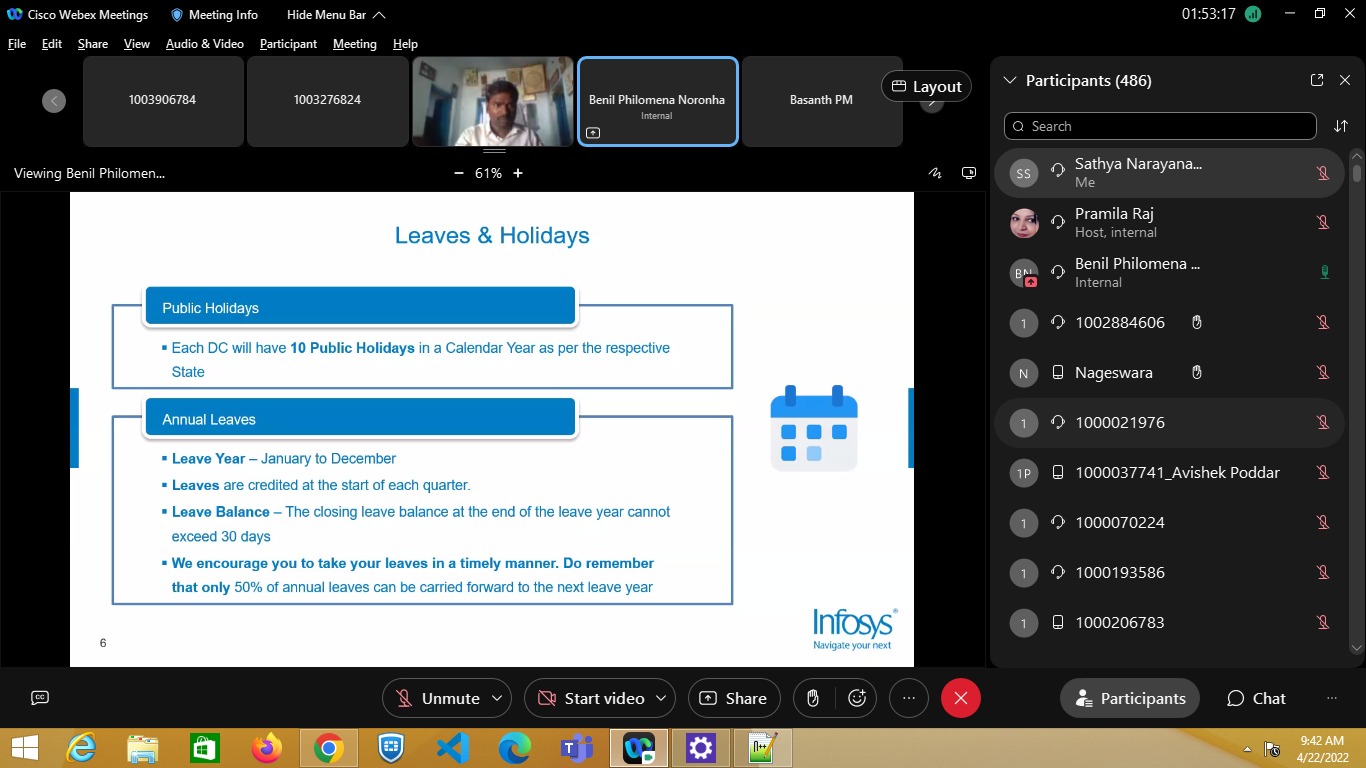 Cisco Webex Meetings
Meeting Info
Hide Menu Bar
01:53:17
File Edit Share View Audio & Video Participant Meeting Help
1003906784
1003276824
Benil Philomena Noronha
Internal
Basanth PM
Layout
Viewing Benil Philomen...
61%
Leaves & Holidays
Public Holidays
▪ Each DC will have 10 Public Holidays in a Calendar Year as per the respective
State
Annual Leaves
▪ Leave Year – January to December
▪ Leaves are credited at the start of each quarter.
▪ Leave Balance – The closing leave balance at the end of the leave year cannot
exceed 30 days
▪ We encourage you to take your leaves in a timely manner. Do remember
that only 50% of annual leaves can be carried forward to the next leave year
6
Infosys®
Navigate your next
Participants (486)
Search
SS Sathya Narayana...
Me
Pramila Raj
Host, internal
BN Benil Philomena ...
Internal
1 1002884606
N Nageswara
1 1000021976
1P 1000037741_Avishek Poddar
1 1000070224
1 1000193586
1 1000206783
CC
Unmute
Start video
Share
Participants
Chat
9:42 AM
4/22/2022